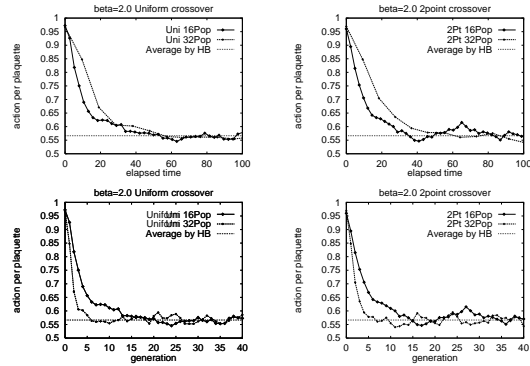 beta=2.0 Uniform crossover
action per plaquette
1
0.95
0.9
0.85
0.8
0.75
0.7
0.65
0.6
0.55
0.5
0 20 40 60 80 100
elapsed time
Uni 16Pop
Uni 32Pop
Average by HB
beta=2.0 2point crossover
action per plaquette
1
0.95
0.9
0.85
0.8
0.75
0.7
0.65
0.6
0.55
0.5
0 20 40 60 80 100
elapsed time
2Pt 16Pop
2Pt 32Pop
Average by HB
beta=2.0 Uniform crossover
action per plaquette
1
0.95
0.9
0.85
0.8
0.75
0.7
0.65
0.6
0.55
0.5
0 5 10 15 20 25 30 35 40
generation
16Pop
32Pop
Average by HB
beta=2.0 2point crossover
action per plaquette
1
0.95
0.9
0.85
0.8
0.75
0.7
0.65
0.6
0.55
0.5
0 5 10 15 20 25 30 35 40
generation
2Pt 16Pop
2Pt 32Pop
Average by HB